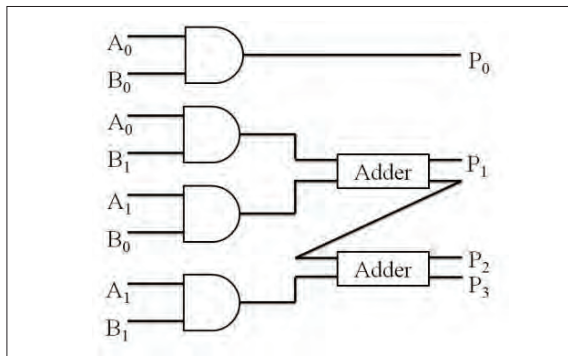 A₀
B₀
P₀
A₀
B₁
A₁
B₀
Adder
P₁
A₁
B₁
Adder
P₂
P₃